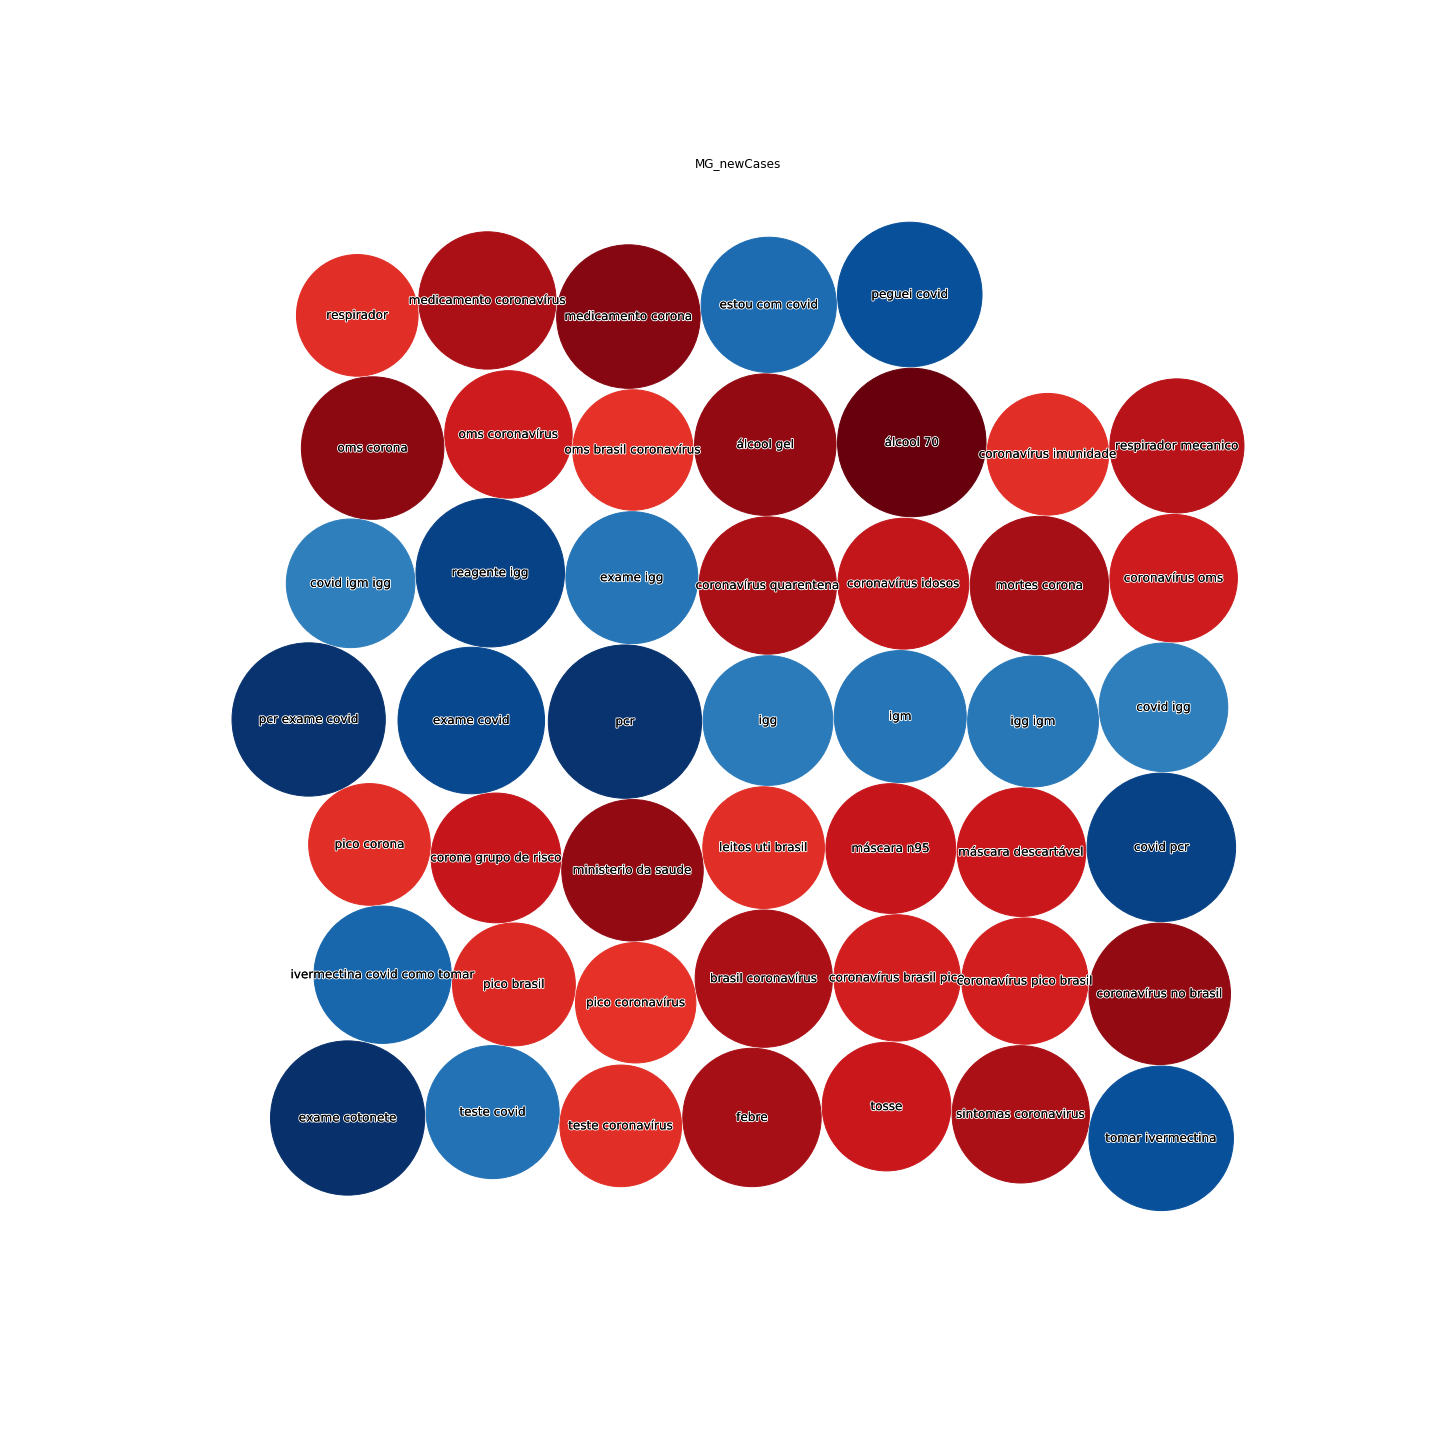 MG_newCases
respirador
medicamento coronavírus
medicamento corona
estou com covid
peguei covid
oms corona
oms coronavírus
oms brasil coronavírus
álcool gel
álcool 70
coronavírus imunidade
respirador mecanico
covid igm igg
reagente igg
exame igg
coronavírus quarentena
coronavírus idosos
mortes corona
coronavírus oms
pcr exame covid
exame covid
pcr
igg
igm
igg igm
covid igg
pico corona
corona grupo de risco
ministerio da saude
leitos uti brasil
máscara n95
máscara descartável
covid pcr
ivermectina covid como tomar
pico brasil
pico coronavírus
brasil coronavírus
coronavírus brasil pico
coronavírus pico brasil
coronavírus no brasil
exame cotonete
teste covid
teste coronavírus
febre
tosse
sintomas coronavirus
tomar ivermectina